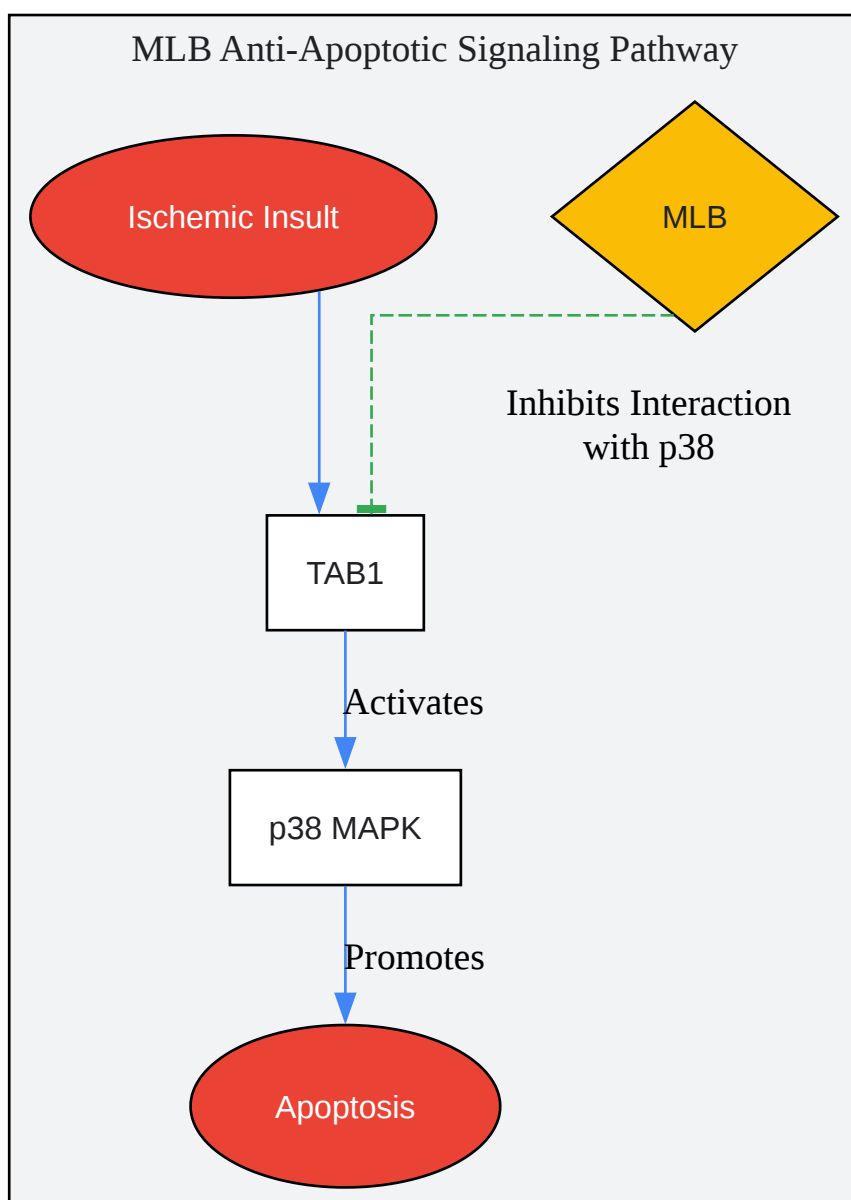 MLB Anti-Apoptotic Signaling Pathway
Ischemic Insult
MLB
Inhibits Interaction
with p38
TAB1
Activates
p38 MAPK
Promotes
Apoptosis